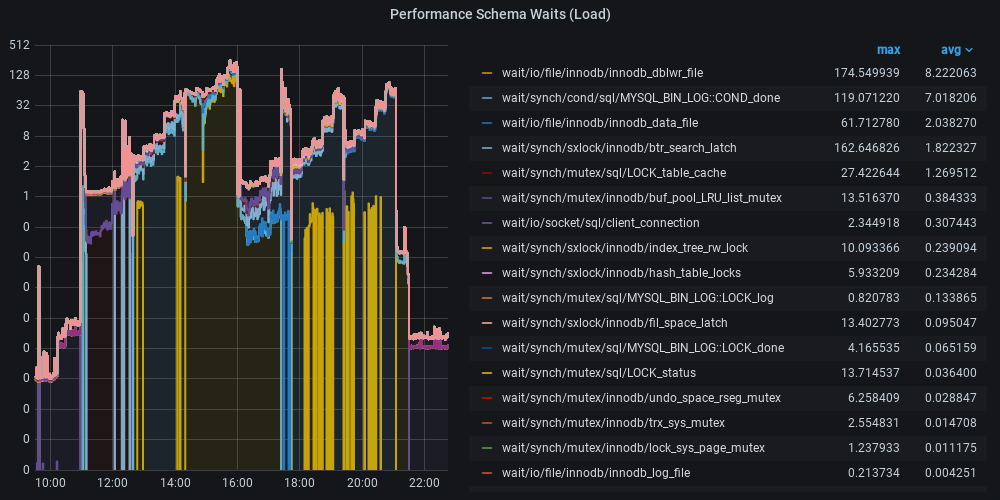 Performance Schema Waits (Load)
512
128
32
8
2
1
0
0
0
0
0
0
0
0
0
10:00 12:00 14:00 16:00 18:00 20:00 22:00
max avg
wait/io/file/innodb/innodb_dblwr_file 174.549939 8.222063
wait/synch/cond/sql/MYSQL_BIN_LOG::COND_done 119.071220 7.018206
wait/io/file/innodb/innodb_data_file 61.712780 2.038270
wait/synch/sxlock/innodb/btr_search_latch 162.646826 1.822327
wait/synch/mutex/sql/LOCK_table_cache 27.422644 1.269512
wait/synch/mutex/innodb/buf_pool_LRU_list_mutex 13.516370 0.384333
wait/io/socket/sql/client_connection 2.344918 0.307443
wait/synch/sxlock/innodb/index_tree_rw_lock 10.093366 0.239094
wait/synch/sxlock/innodb/hash_table_locks 5.933209 0.234284
wait/synch/mutex/sql/MYSQL_BIN_LOG::LOCK_log 0.820783 0.133865
wait/synch/sxlock/innodb/fil_space_latch 13.402773 0.095047
wait/synch/mutex/sql/MYSQL_BIN_LOG::LOCK_done 4.165535 0.065159
wait/synch/mutex/sql/LOCK_status 13.714537 0.036400
wait/synch/mutex/innodb/undo_space_rseg_mutex 6.258409 0.028847
wait/synch/mutex/innodb/trx_sys_mutex 2.554831 0.014708
wait/synch/mutex/innodb/lock_sys_page_mutex 1.237933 0.011175
wait/io/file/innodb/innodb_log_file 0.213734 0.004251